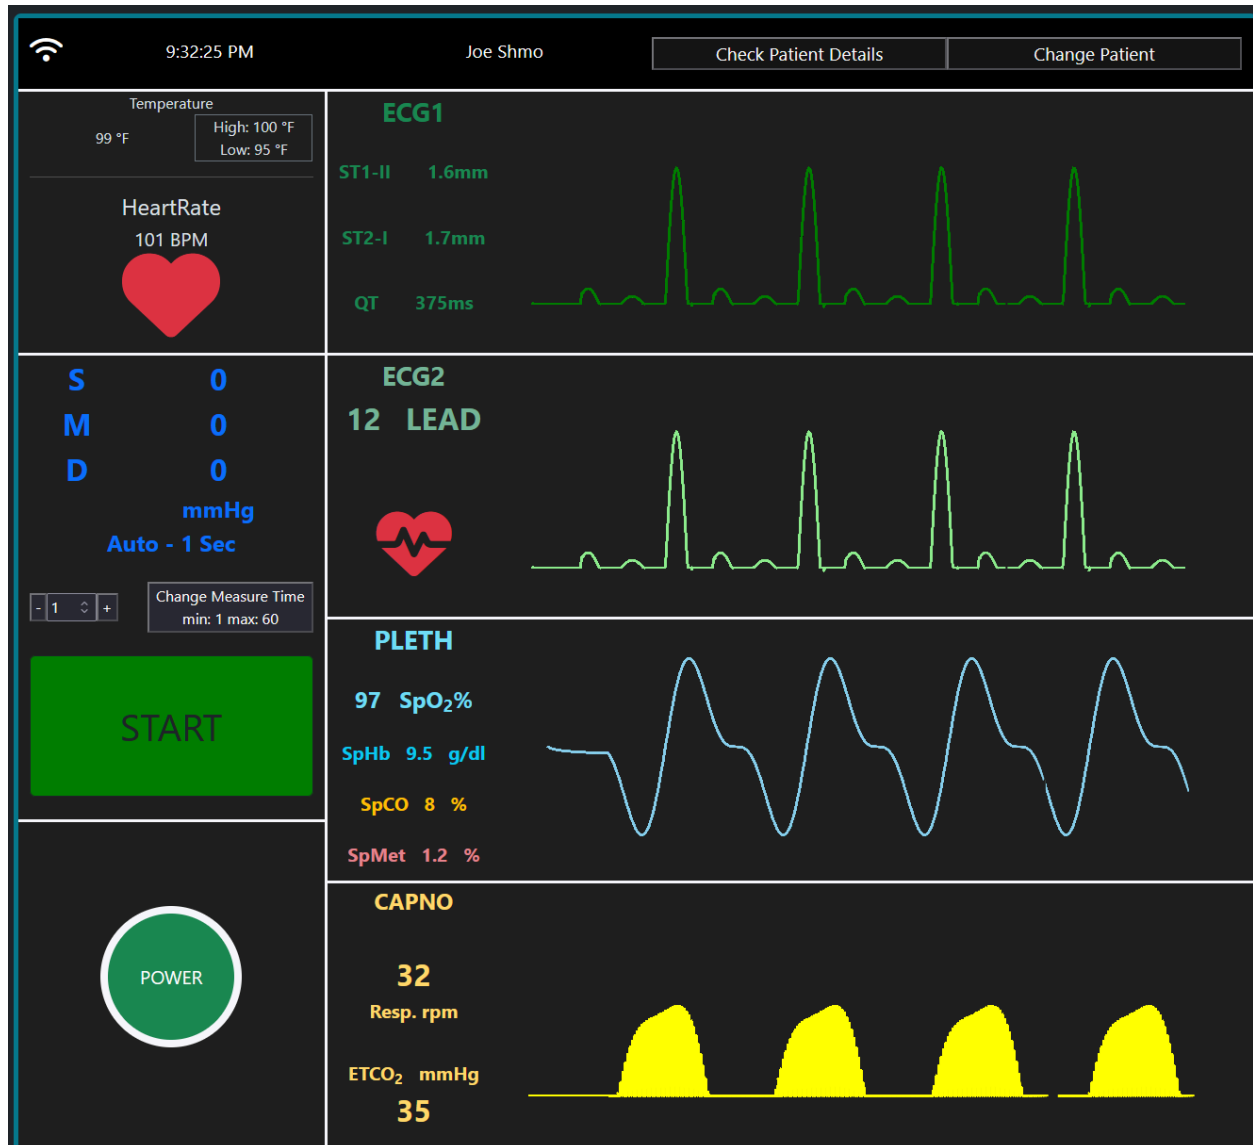 9:32:25 PM Joe Shmo Check Patient Details Change Patient
Temperature
99 °F
High: 100 °F
Low: 95 °F
HeartRate
101 BPM
S 0
M 0
D 0
mmHg
Auto - 1 Sec
- 1 +
Change Measure Time
min: 1 max: 60
START
POWER
ECG1
ST1-II 1.6mm
ST2-I 1.7mm
QT 375ms
ECG2
12 LEAD
PLETH
97 SpO₂%
SpHb 9.5 g/dl
SpCO 8 %
SpMet 1.2 %
CAPNO
32
Resp. rpm
ETCO₂ mmHg
35